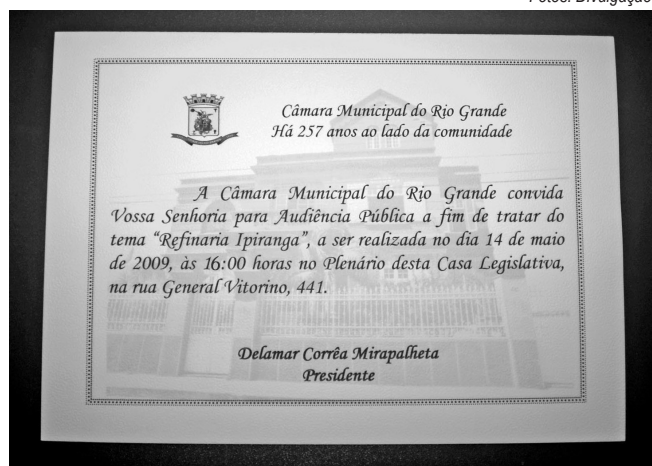 Fotos: Divulgação
Câmara Municipal do Rio Grande
Há 257 anos ao lado da comunidade
A Câmara Municipal do Rio Grande convida
Vossa Senhoria para Audiência Pública a fim de tratar do
tema “Refinaria Ipiranga”, a ser realizada no dia 14 de maio
de 2009, às 16:00 horas no Plenário desta Casa Legislativa,
na rua General Vitorino, 441.
Delamar Corrêa Mirapalheta
Presidente